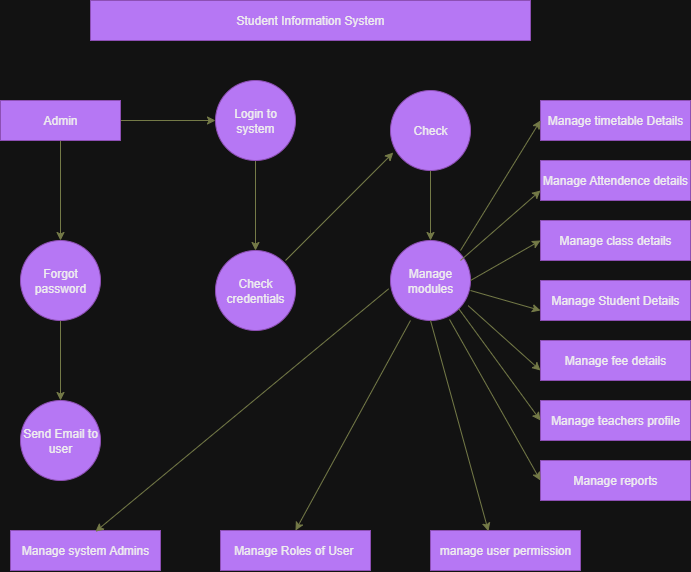 Student Information System
Admin
Login to
system
Check
Manage timetable Details
Manage Attendence details
Manage class details
Forgot
password
Check
credentials
Manage
modules
Manage Student Details
Manage fee details
Manage teachers profile
Send Email to
user
Manage reports
Manage system Admins
Manage Roles of User
manage user permission